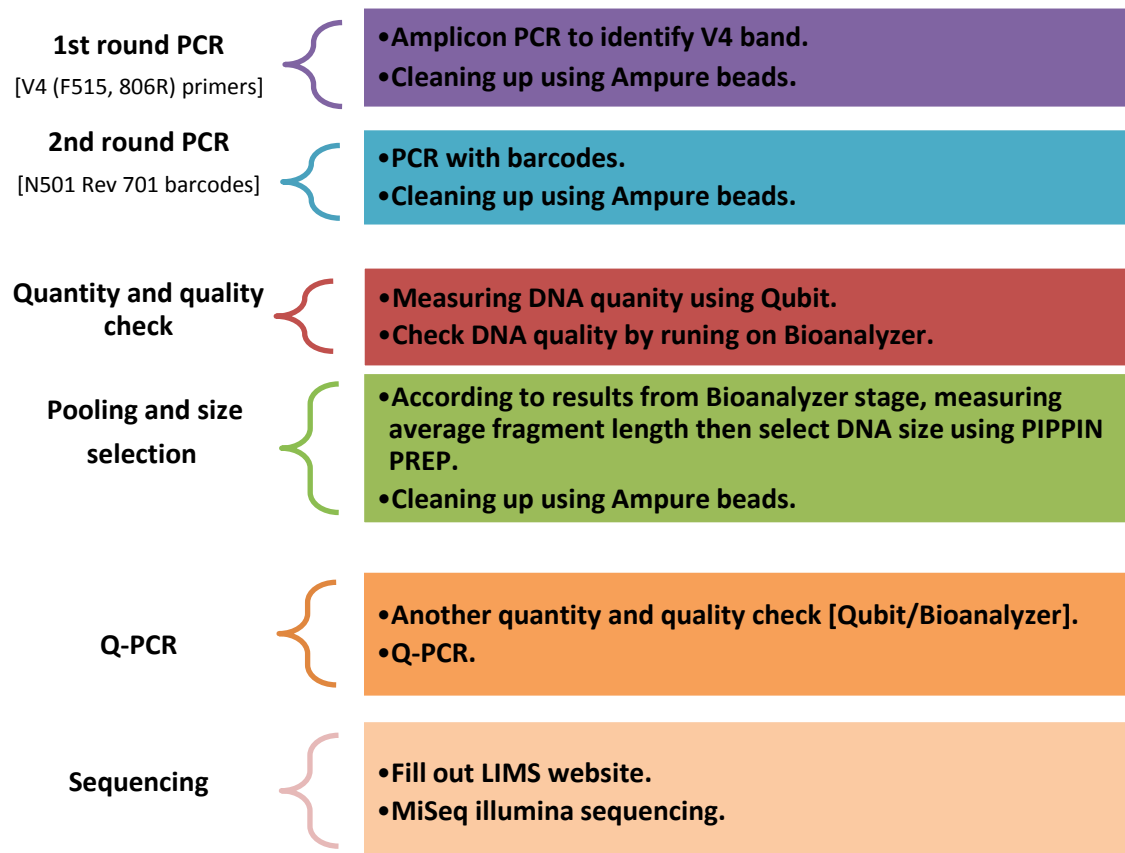 1st round PCR
[V4 (F515, 806R) primers]
•Amplicon PCR to identify V4 band.
•Cleaning up using Ampure beads.
2nd round PCR
[N501 Rev 701 barcodes]
•PCR with barcodes.
•Cleaning up using Ampure beads.
Quantity and quality
check
•Measuring DNA quanity using Qubit.
•Check DNA quality by runing on Bioanalyzer.
Pooling and size
selection
•According to results from Bioanalyzer stage, measuring
average fragment length then select DNA size using PIPPIN
PREP.
•Cleaning up using Ampure beads.
Q-PCR
•Another quantity and quality check [Qubit/Bioanalyzer].
•Q-PCR.
Sequencing
•Fill out LIMS website.
•MiSeq illumina sequencing.